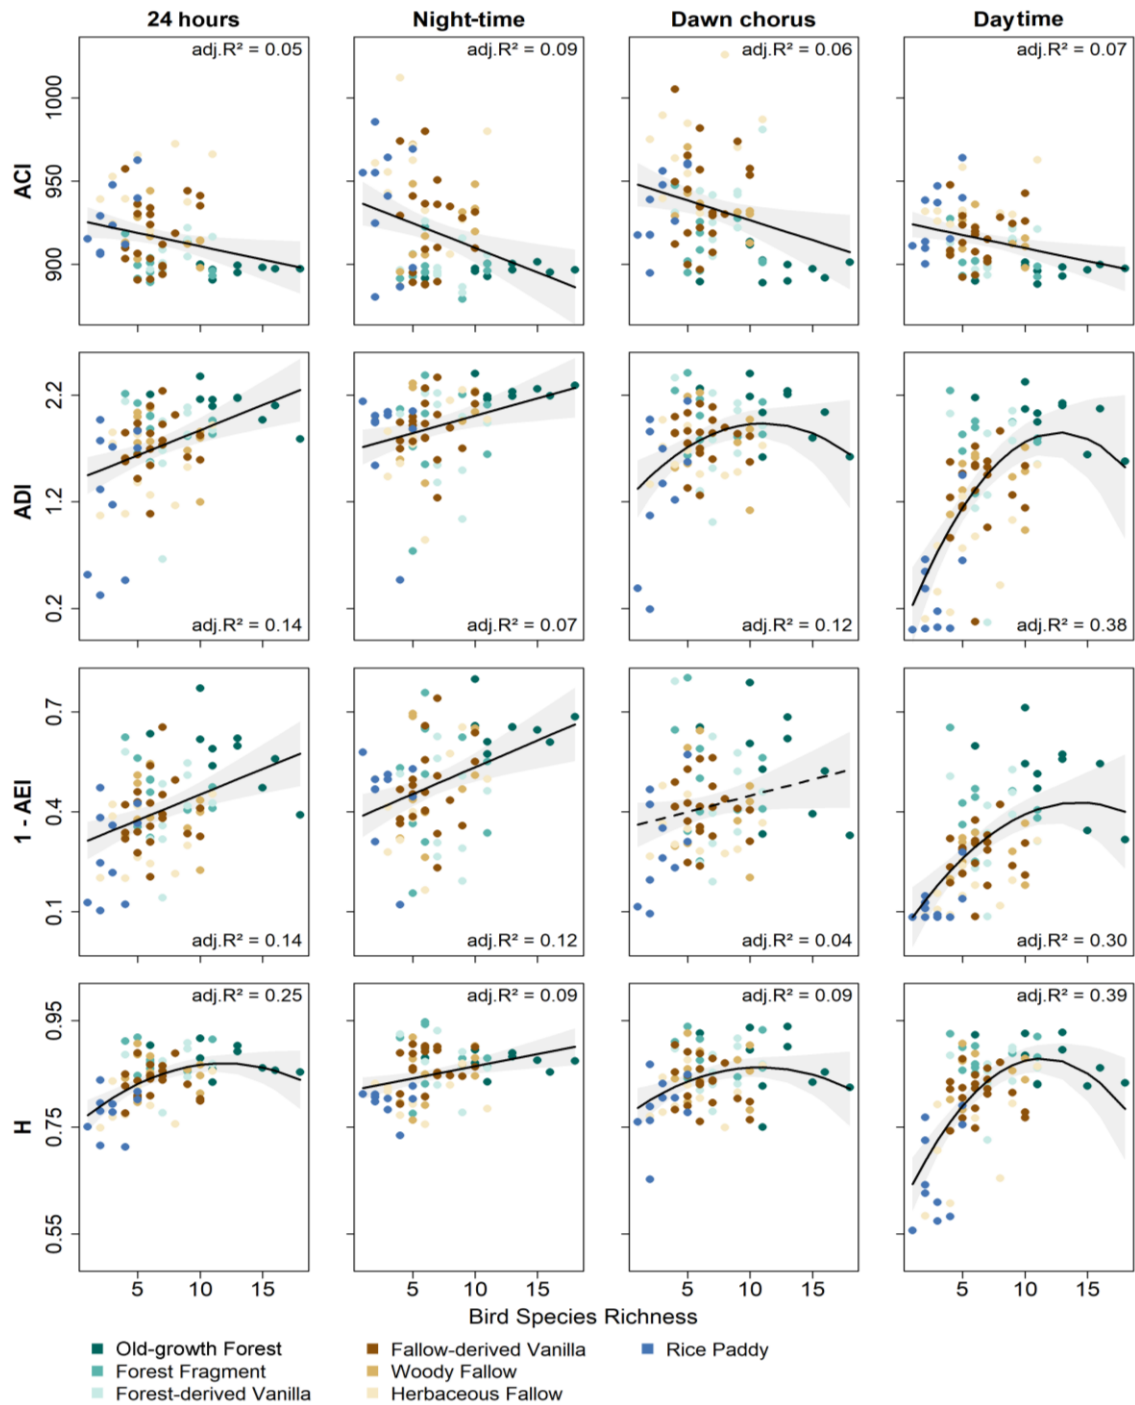 24 hours Night-time Dawn chorus Daytime
adj.R² = 0.05 adj.R² = 0.09 adj.R² = 0.06 adj.R² = 0.07
ACI
1000
950
900
adj.R² = 0.14 adj.R² = 0.07 adj.R² = 0.12 adj.R² = 0.38
ADI
2.2
1.2
0.2
adj.R² = 0.14 adj.R² = 0.12 adj.R² = 0.04 adj.R² = 0.30
1 - AEI
0.7
0.4
0.1
adj.R² = 0.25 adj.R² = 0.09 adj.R² = 0.09 adj.R² = 0.39
H
0.95
0.75
0.55
5 10 15 5 10 15 5 10 15 5 10 15
Bird Species Richness
Old-growth Forest Fallow-derived Vanilla Rice Paddy
Forest Fragment Woody Fallow
Forest-derived Vanilla Herbaceous Fallow